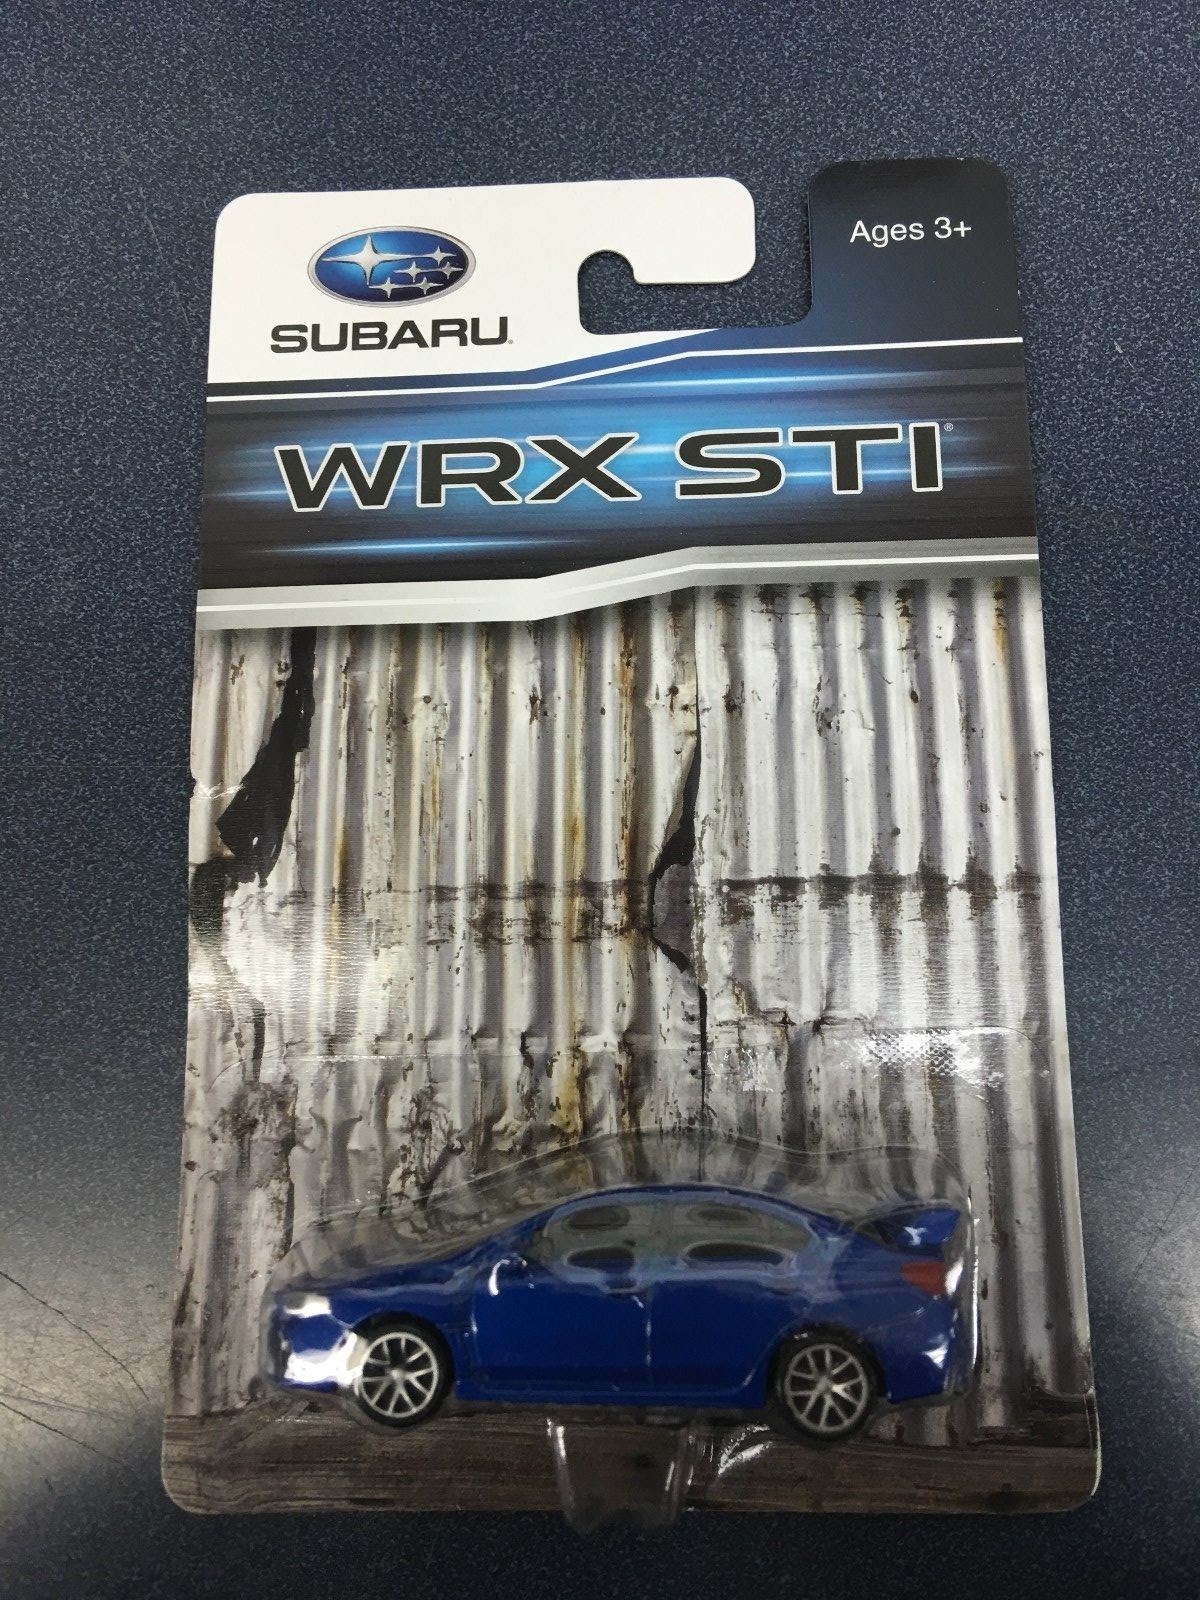 Ages 3+
SUBARU®
WRX STI®